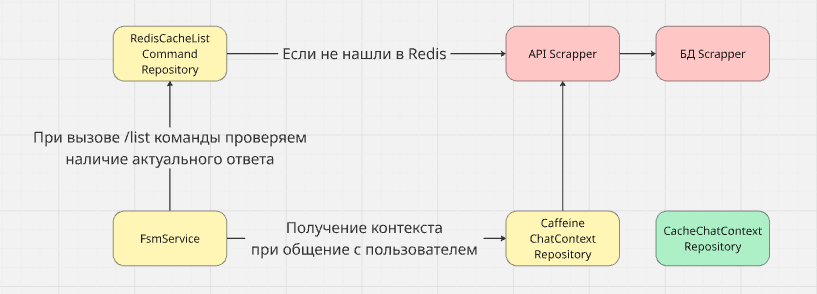 RedisCacheList
Command
Repository
Если не нашли в Redis
API Scrapper
БД Scrapper
При вызове /list команды проверяем
наличие актуального ответа
FsmService
Получение контекста
при общение с пользователем
Caffeine
ChatContext
Repository
CacheChatContext
Repository